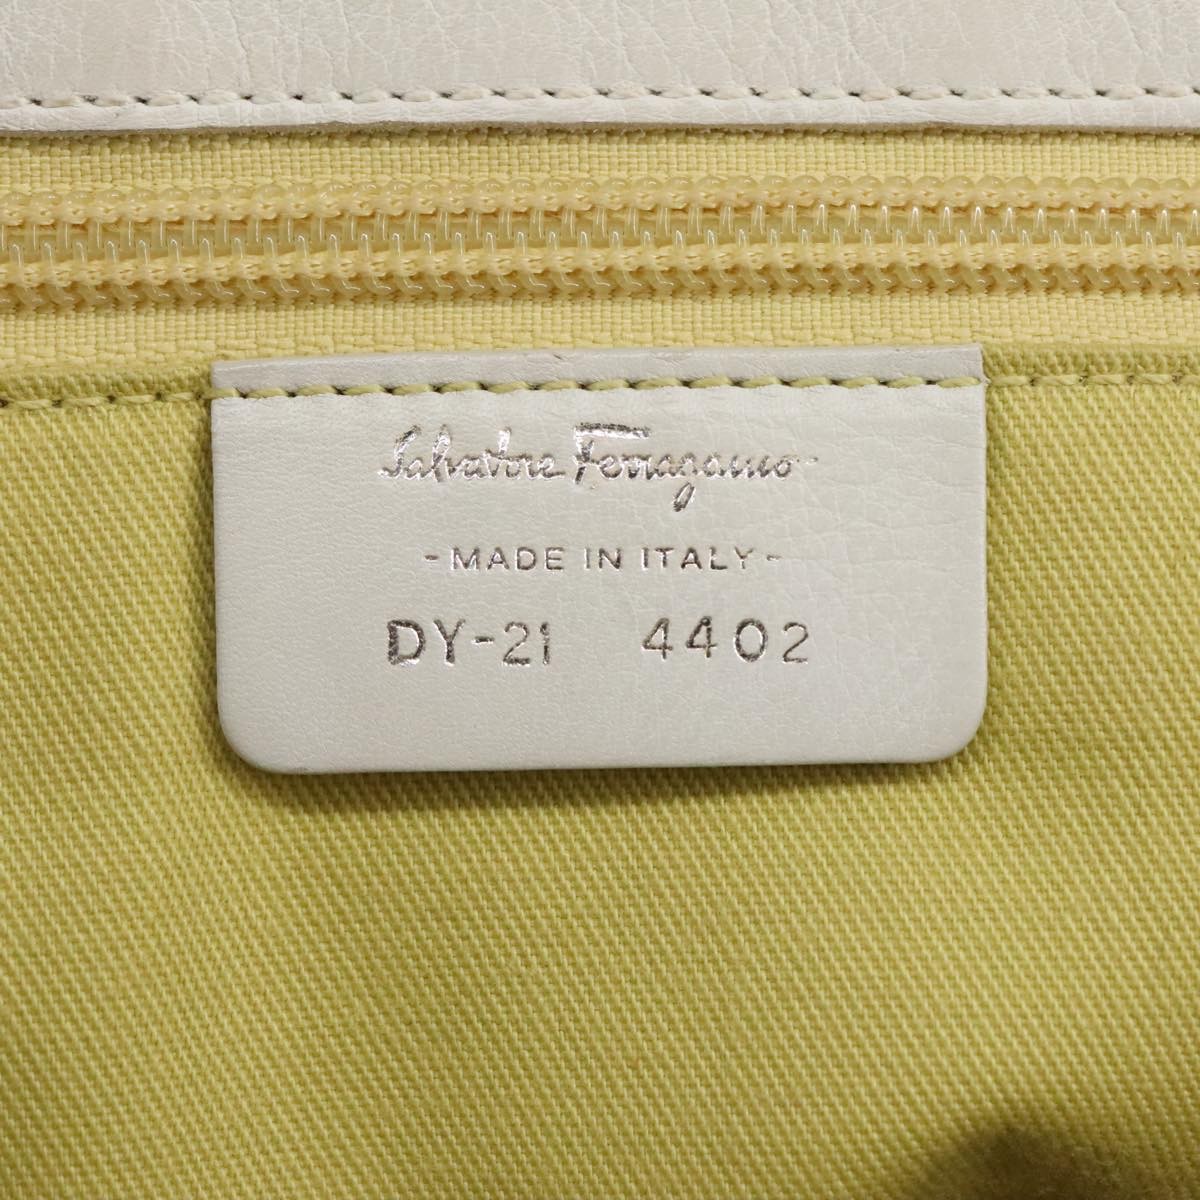 Salvatore Ferragamo
- MADE IN ITALY -
DY-21 4402